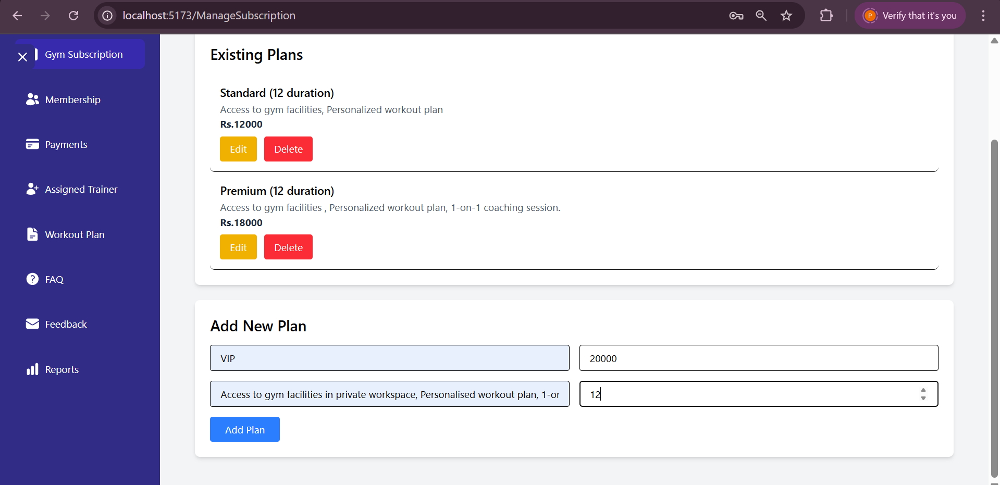 localhost:5173/ManageSubscription
P
Verify that it's you
Gym Subscription
Membership
Payments
Assigned Trainer
Workout Plan
FAQ
Feedback
Reports
Existing Plans
Standard (12 duration)
Access to gym facilities, Personalized workout plan
Rs.12000
Edit
Delete
Premium (12 duration)
Access to gym facilities , Personalized workout plan, 1-on-1 coaching session.
Rs.18000
Edit
Delete
Add New Plan
VIP
20000
Access to gym facilities in private workspace, Personalised workout plan, 1-or
12
Add Plan